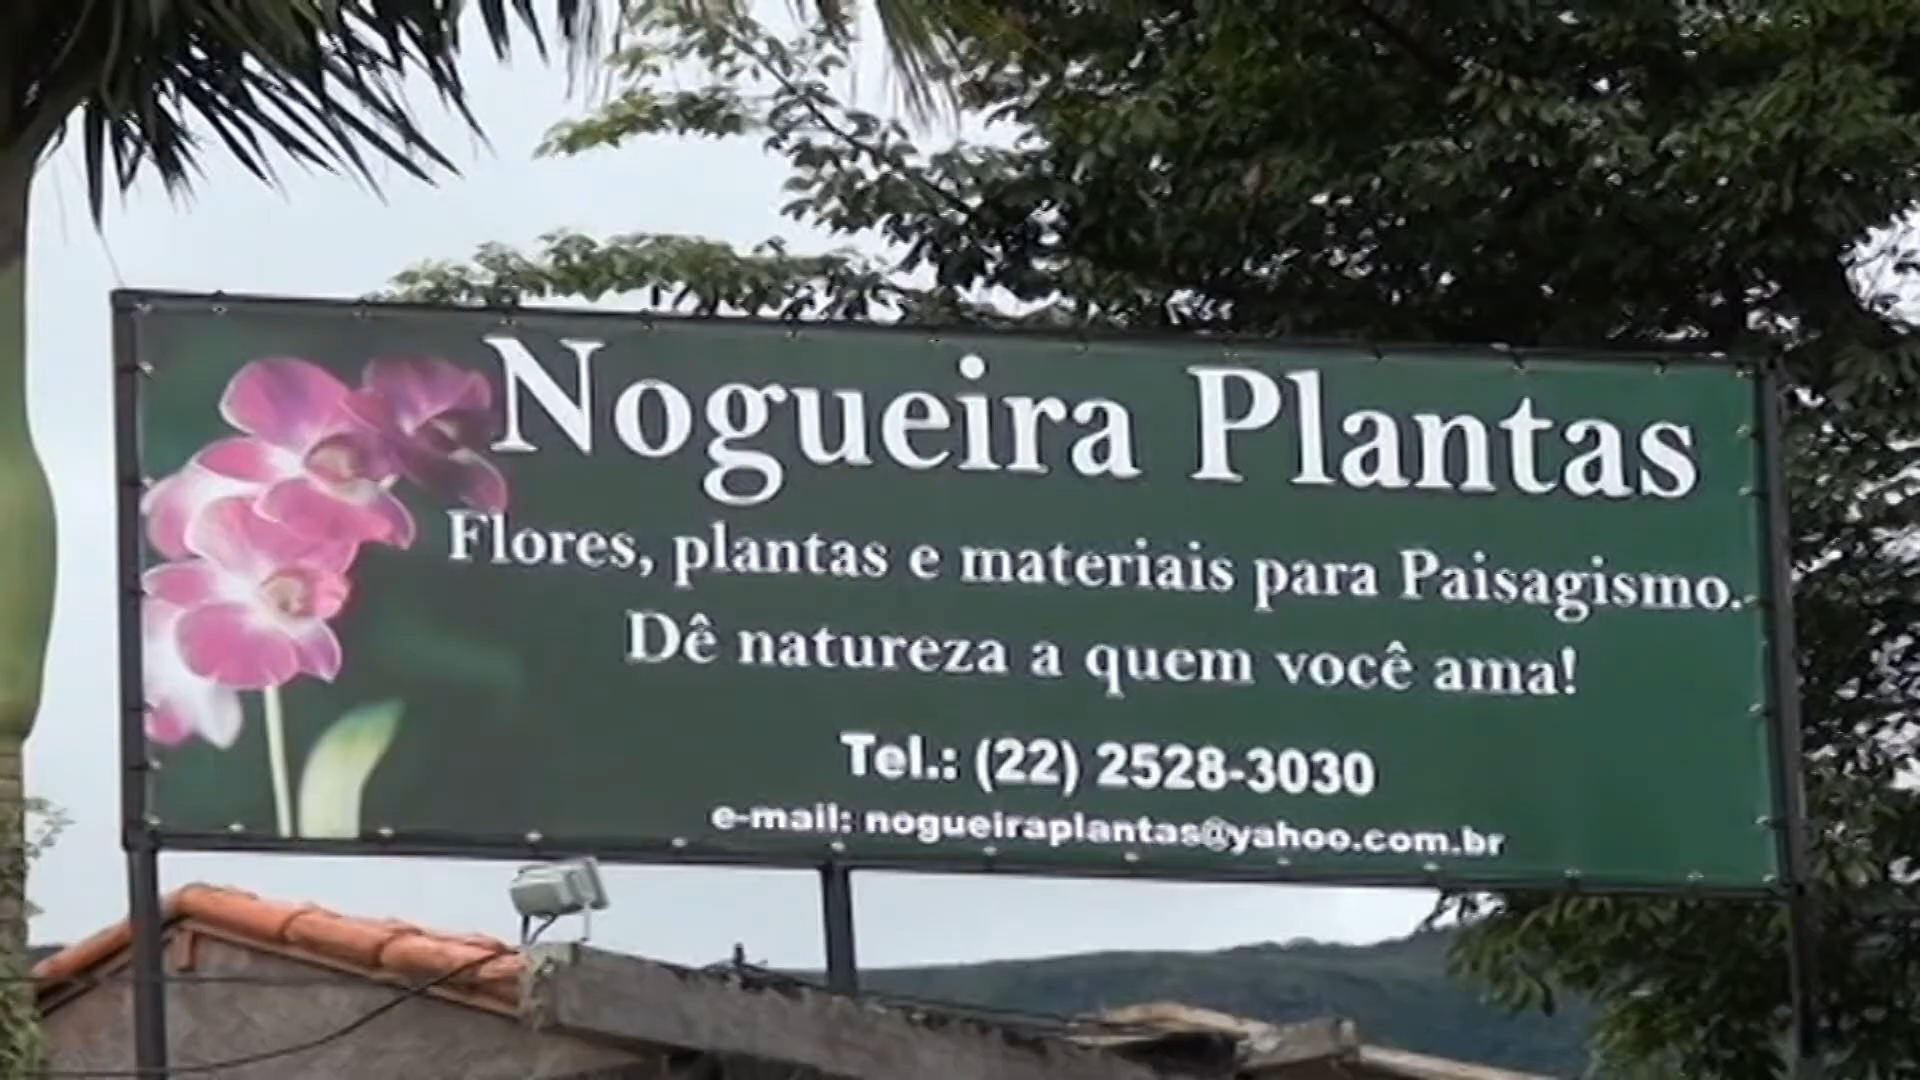 Nogueira Plantas
Flores, plantas e materiais para Paisagismo.
Dê natureza a quem você ama!
Tel.: (22) 2528-3030
e-mail: nogueiraplantas@yahoo.com.br